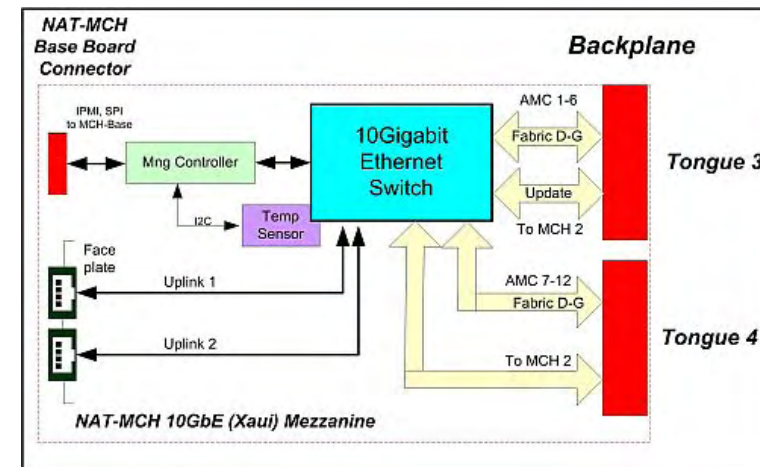 NAT-MCH
Base Board
Connector
Backplane
IPMI, SPI
to MCH-Base
Mng Controller
10Gigabit
Ethernet
Switch
AMC 1-6
Fabric D-G
Update
To MCH 2
Tongue 3
I2C
Temp
Sensor
Face
plate
Uplink 1
Uplink 2
AMC 7-12
Fabric D-G
To MCH 2
Tongue 4
NAT-MCH 10GbE (Xaui) Mezzanine